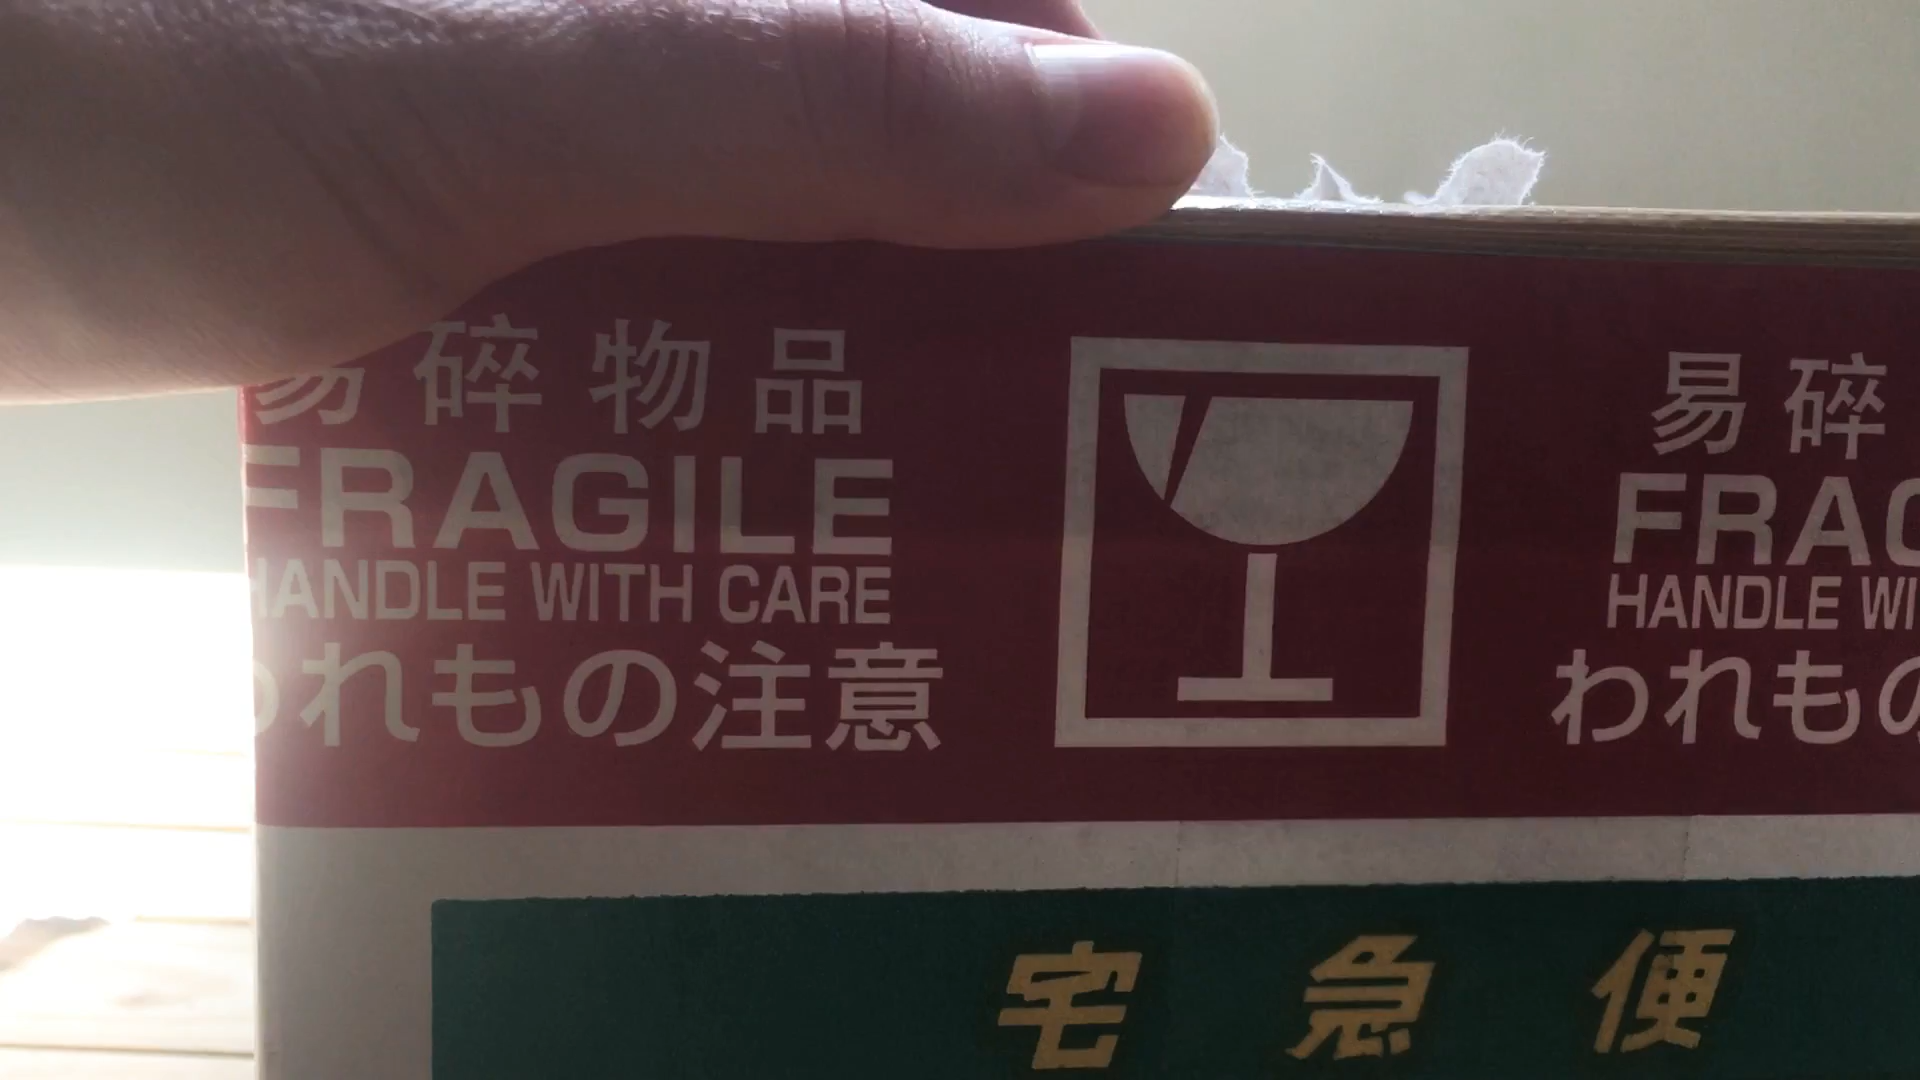 易碎物品
FRAGILE
HANDLE WITH CARE
われもの注意
易碎
FRAG
HANDLE WI
われもの
宅急便